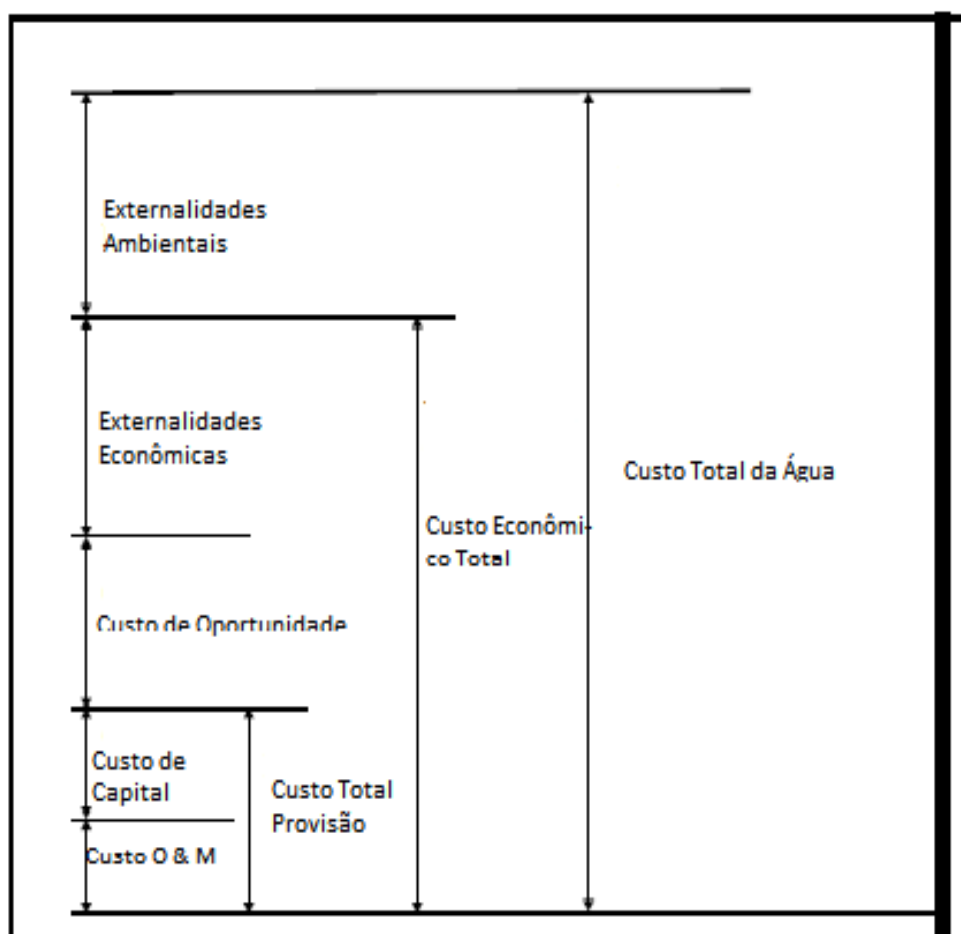 Externalidades
Ambientais
Externalidades
Econômicas
Custo Total da Água
Custo Econômi-
co Total
Custo de Oportunidade
Custo de
Capital
Custo Total
Provisão
Custo O & M